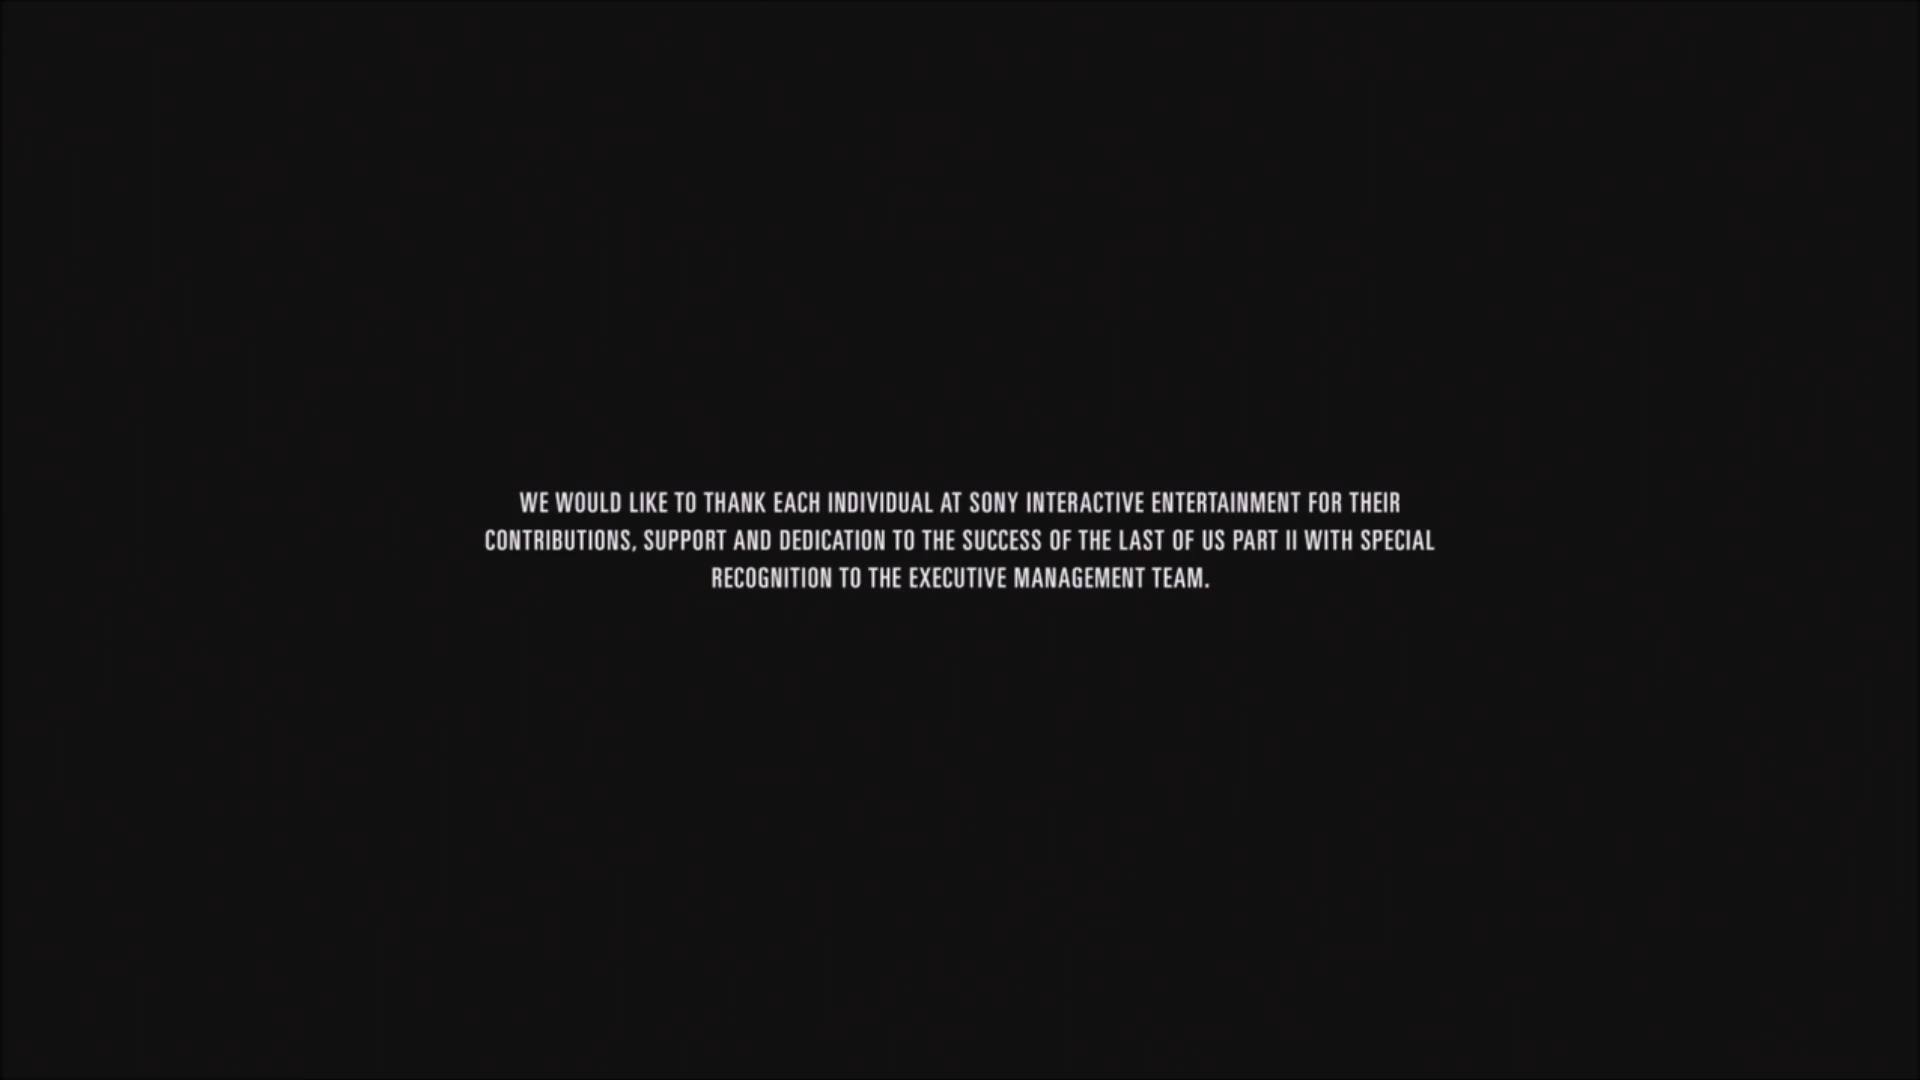 WE WOULD LIKE TO THANK EACH INDIVIDUAL AT SONY INTERACTIVE ENTERTAINMENT FOR THEIR
CONTRIBUTIONS, SUPPORT AND DEDICATION TO THE SUCCESS OF THE LAST OF US PART II WITH SPECIAL
RECOGNITION TO THE EXECUTIVE MANAGEMENT TEAM.